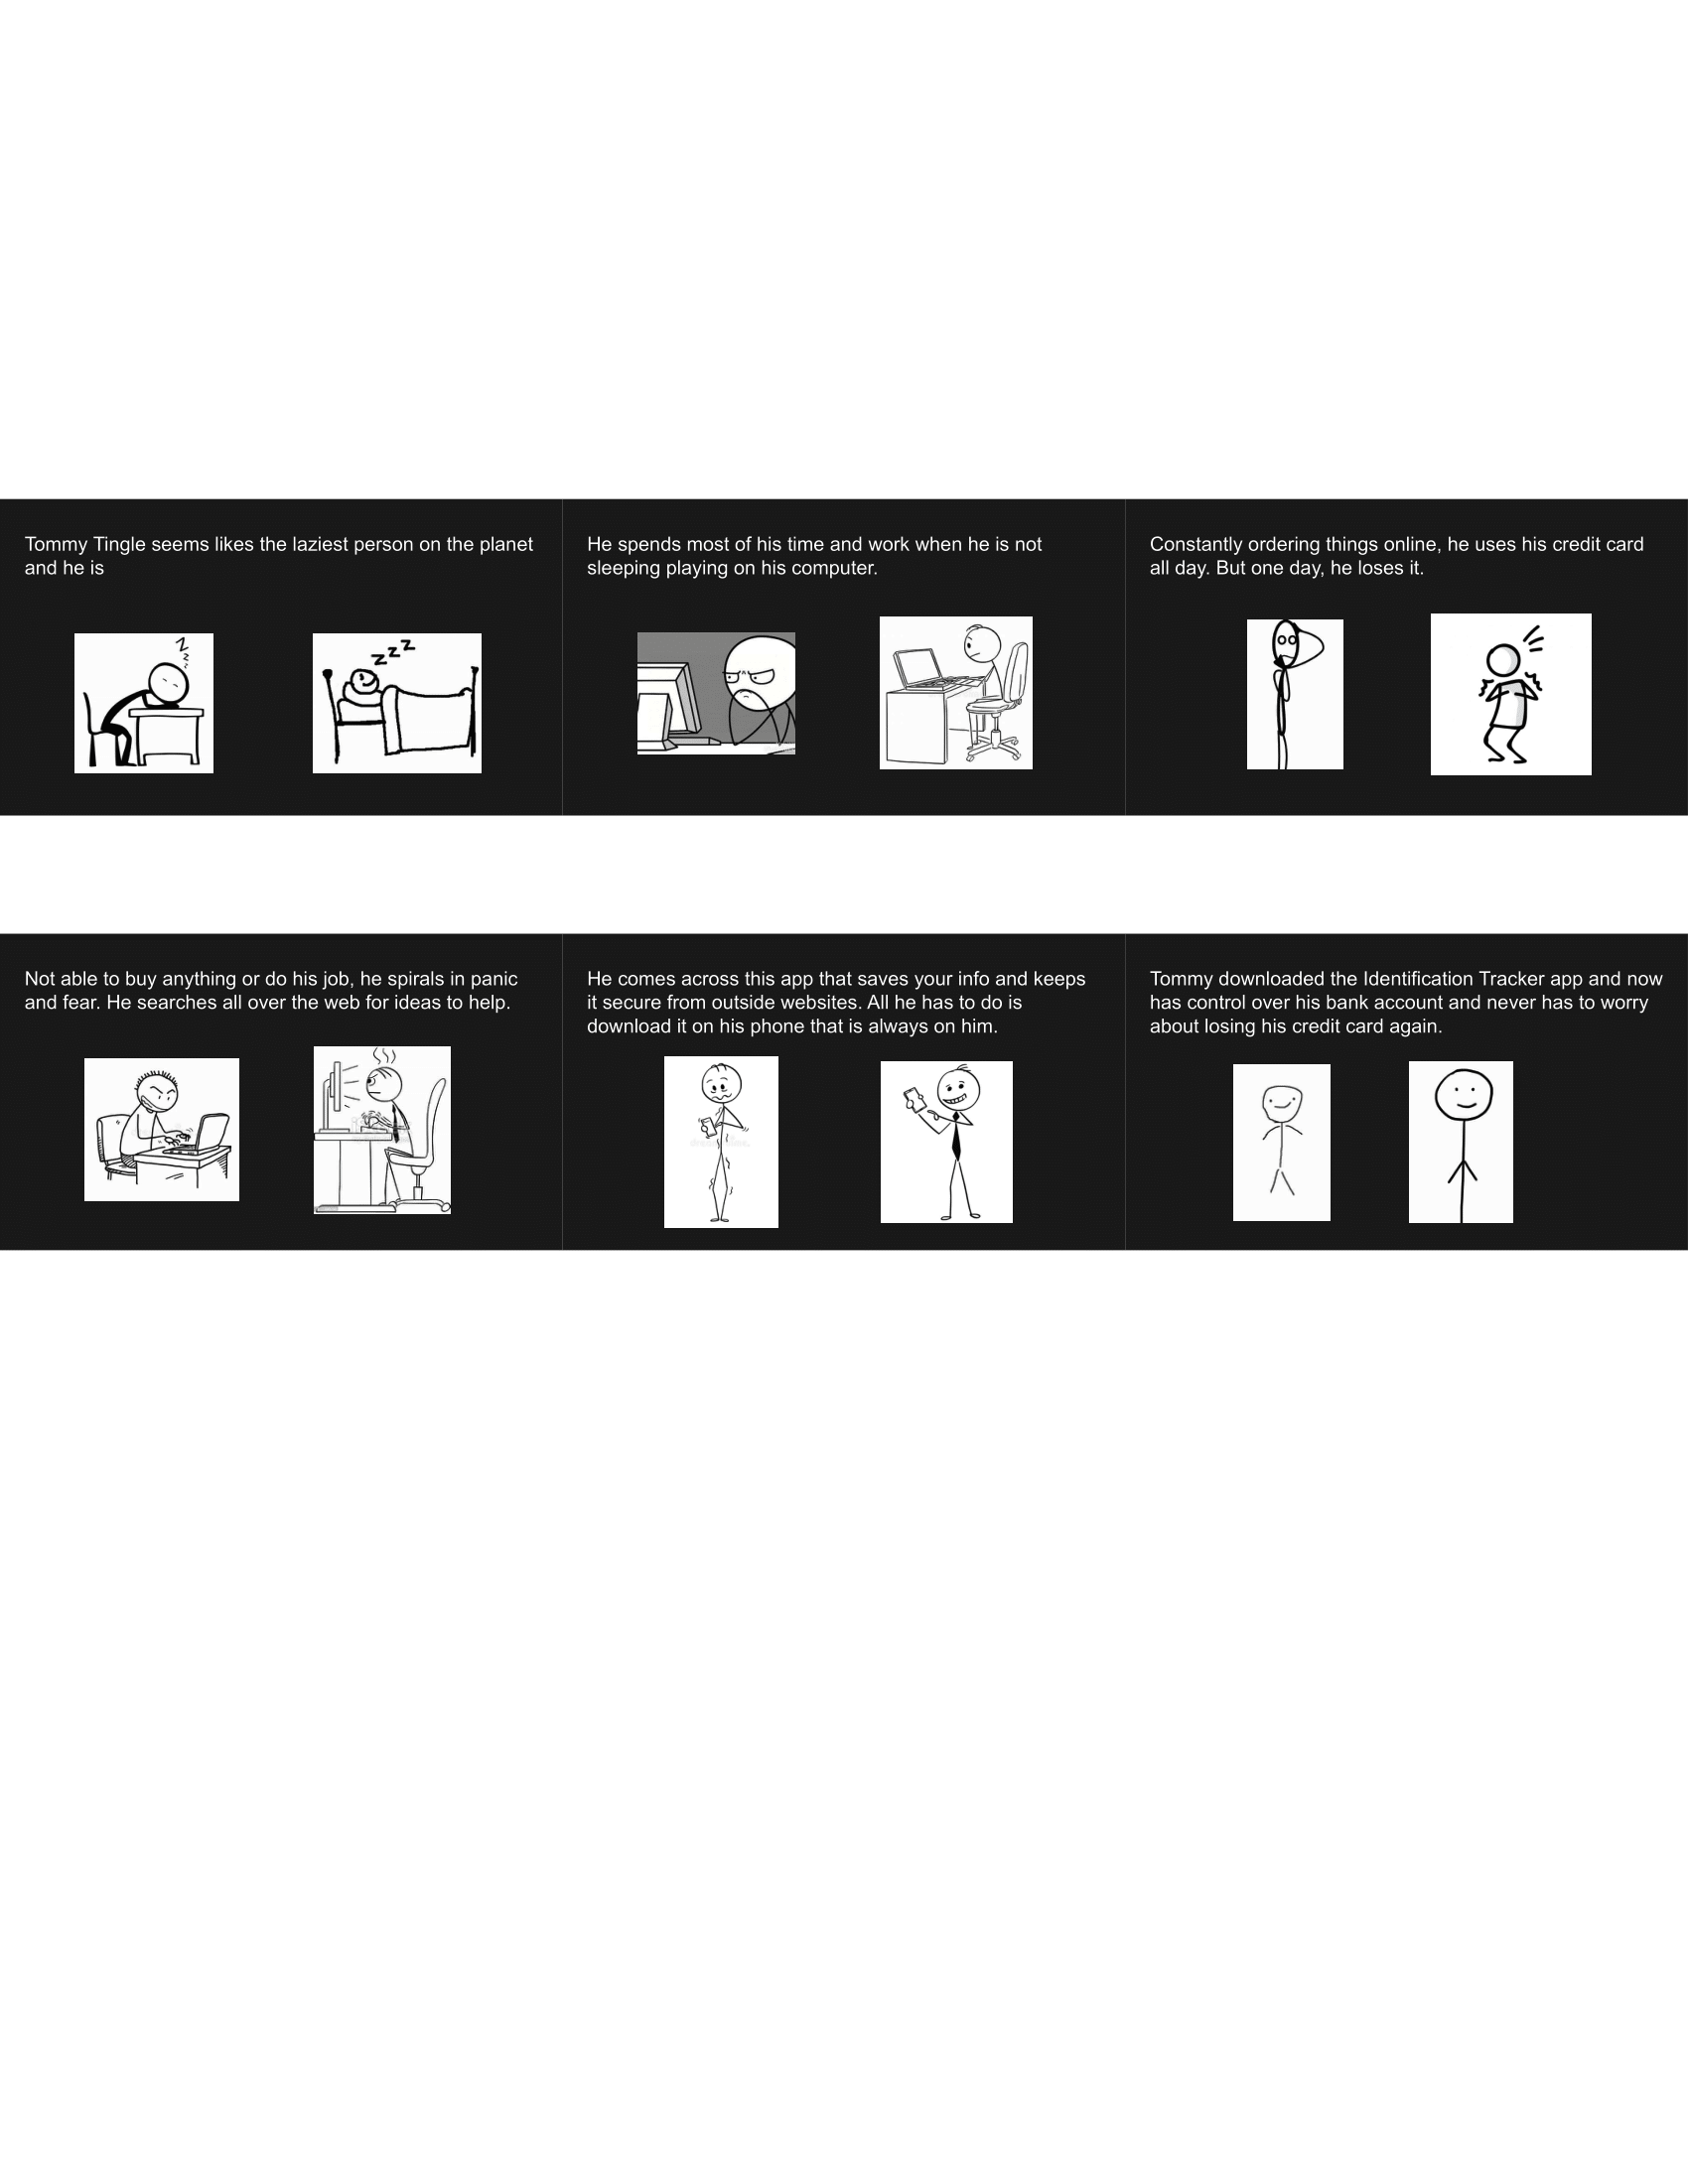 Tommy Tingle seems likes the laziest person on the planet
and he is
Z
z
z
z z z
He spends most of his time and work when he is not
sleeping playing on his computer.
Constantly ordering things online, he uses his credit card
all day. But one day, he loses it.
Not able to buy anything or do his job, he spirals in panic
and fear. He searches all over the web for ideas to help.
He comes across this app that saves your info and keeps
it secure from outside websites. All he has to do is
download it on his phone that is always on him.
Tommy downloaded the Identification Tracker app and now
has control over his bank account and never has to worry
about losing his credit card again.